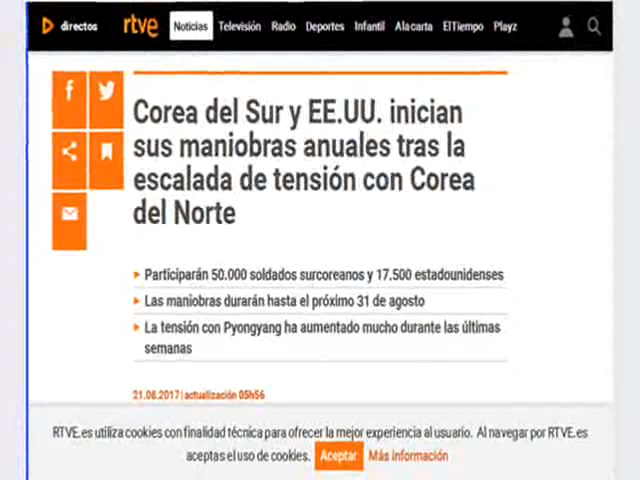 directos rtve Noticias Televisión Radio Deportes Infantil A la carta El Tiempo Playz
Corea del Sur y EE.UU. inician
sus maniobras anuales tras la
escalada de tensión con Corea
del Norte
Participarán 50.000 soldados surcoreanos y 17.500 estadounidenses
Las maniobras durarán hasta el próximo 31 de agosto
La tensión con Pyongyang ha aumentado mucho durante las últimas
semanas
21.08.2017 | actualización 05h56
RTVE.es utiliza cookies con finalidad técnica para ofrecer la mejor experiencia al usuario. Al navegar por RTVE.es
aceptas el uso de cookies. Aceptar Más información